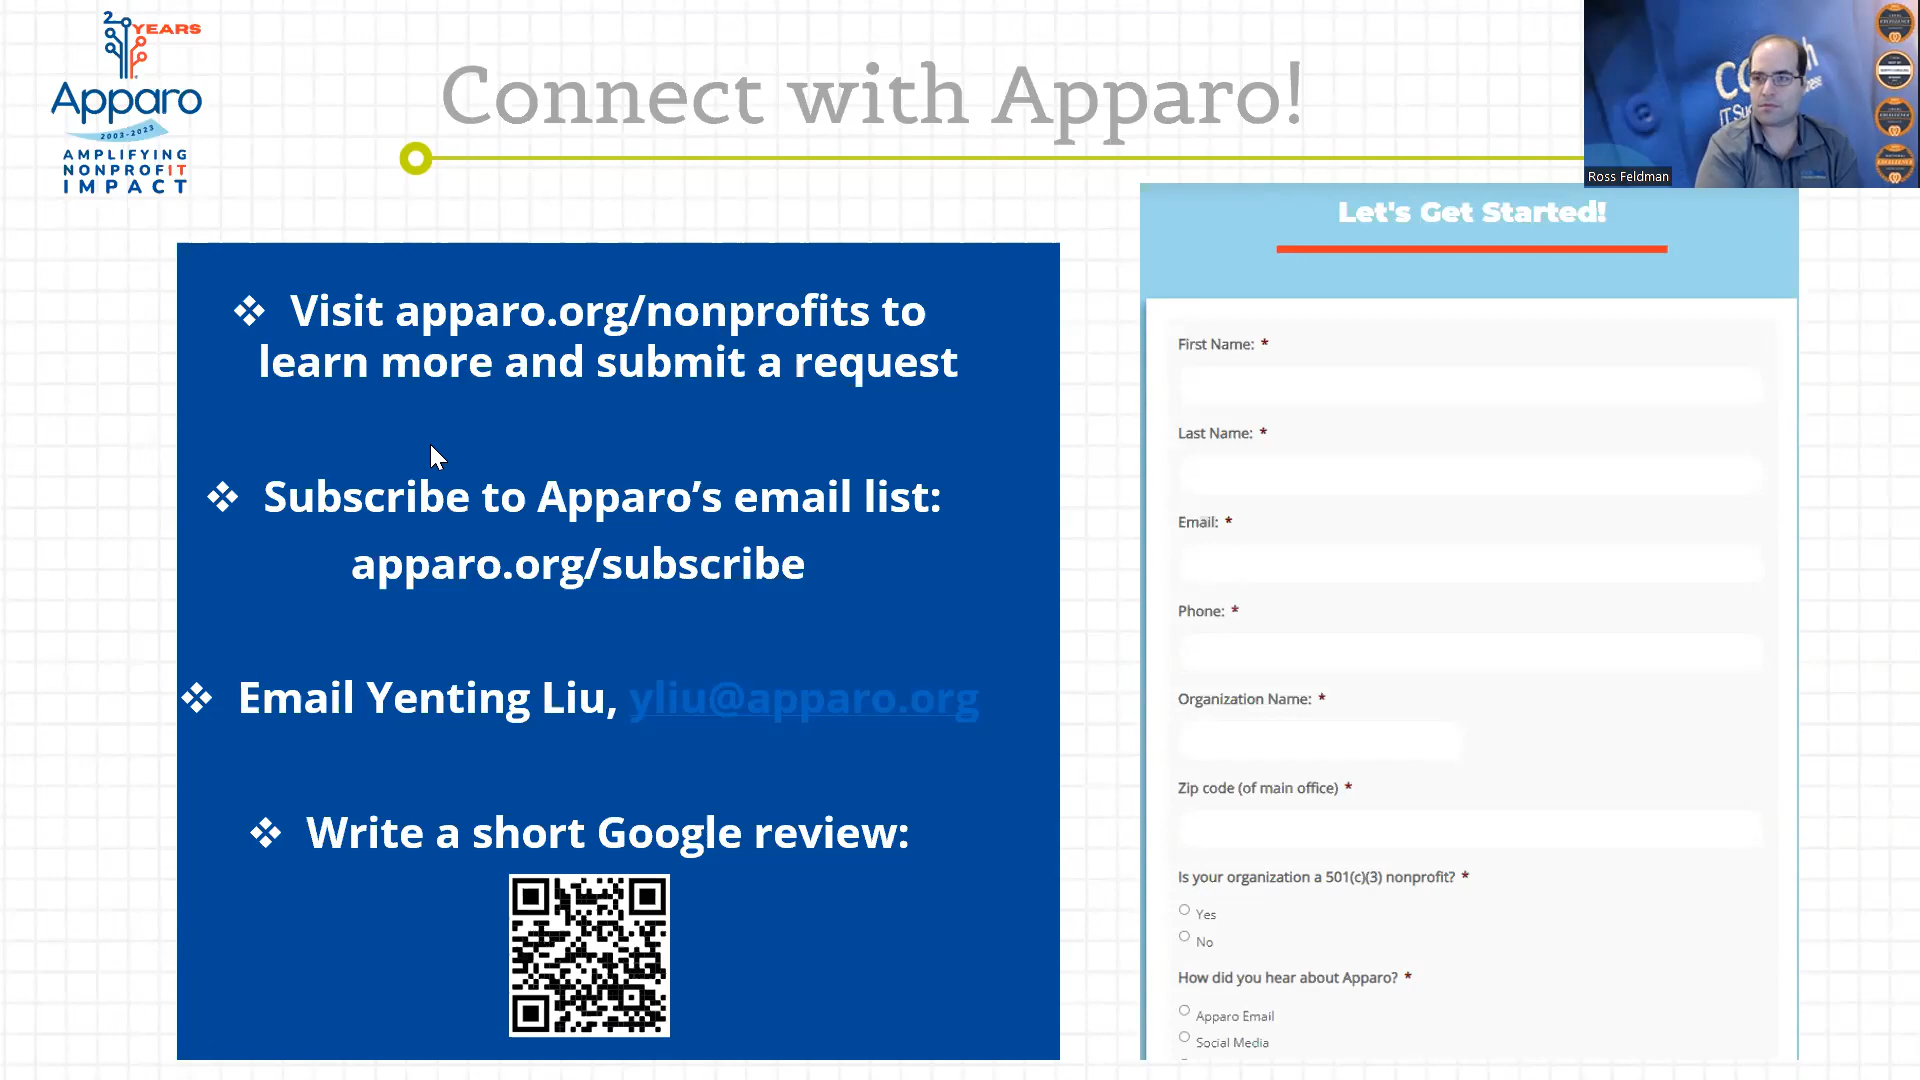 2 YEARS
Apparo
2003-2023
AMPLIFYING
NONPROFIT
IMPACT
Connect with Apparo!
Ross Feldman
❖ Visit apparo.org/nonprofits to
learn more and submit a request
❖ Subscribe to Apparo’s email list:
apparo.org/subscribe
❖ Email Yenting Liu, yliu@apparo.org
❖ Write a short Google review:
Let's Get Started!
First Name: *
Last Name: *
Email: *
Phone: *
Organization Name: *
Zip code (of main office) *
Is your organization a 501(c)(3) nonprofit? *
Yes
No
How did you hear about Apparo? *
Apparo Email
Social Media